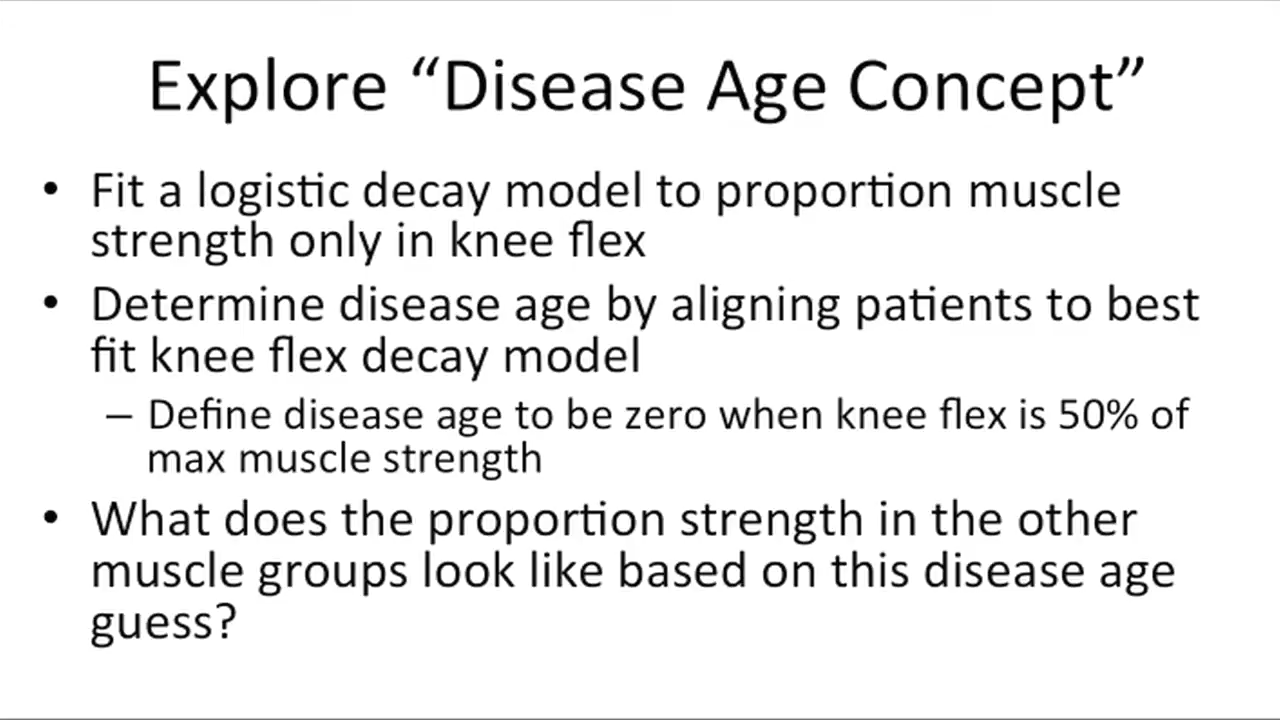 Explore “Disease Age Concept”
• Fit a logistic decay model to proportion muscle
strength only in knee flex
• Determine disease age by aligning patients to best
fit knee flex decay model
– Define disease age to be zero when knee flex is 50% of
max muscle strength
• What does the proportion strength in the other
muscle groups look like based on this disease age
guess?